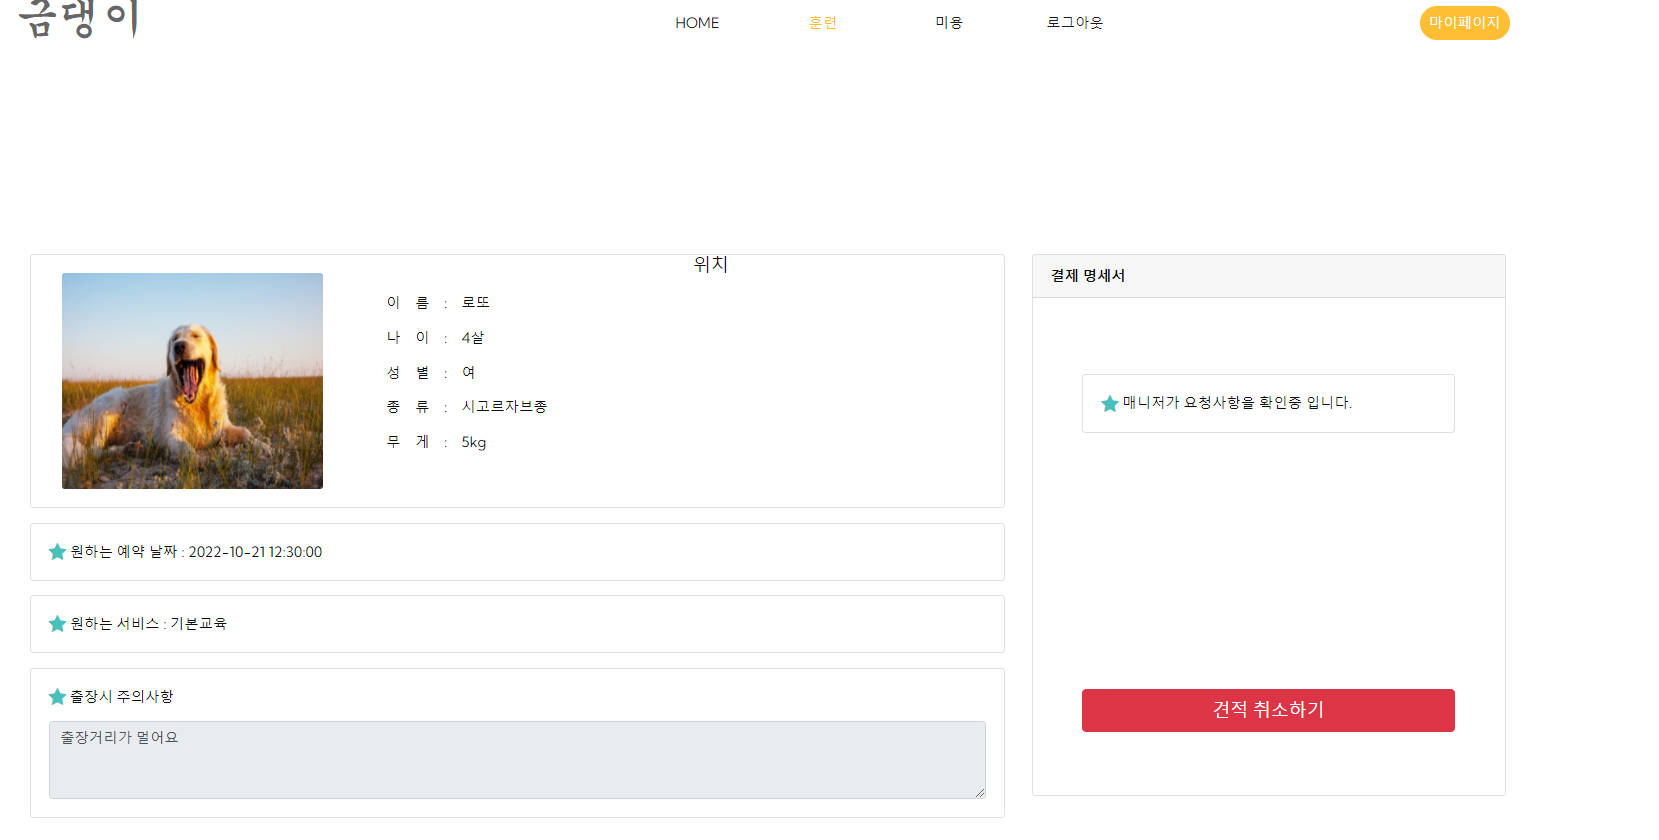 금댕이
HOME 훈련 미용 로그아웃 마이페이지
위치
이 름 : 로또
나 이 : 4살
성 별 : 여
종 류 : 시고르자브종
무 게 : 5kg
원하는 예약 날짜 : 2022-10-21 12:30:00
원하는 서비스 : 기본교육
출장시 주의사항
출장거리가 멀어요
결제 명세서
매니저가 요청사항을 확인중 입니다.
견적 취소하기